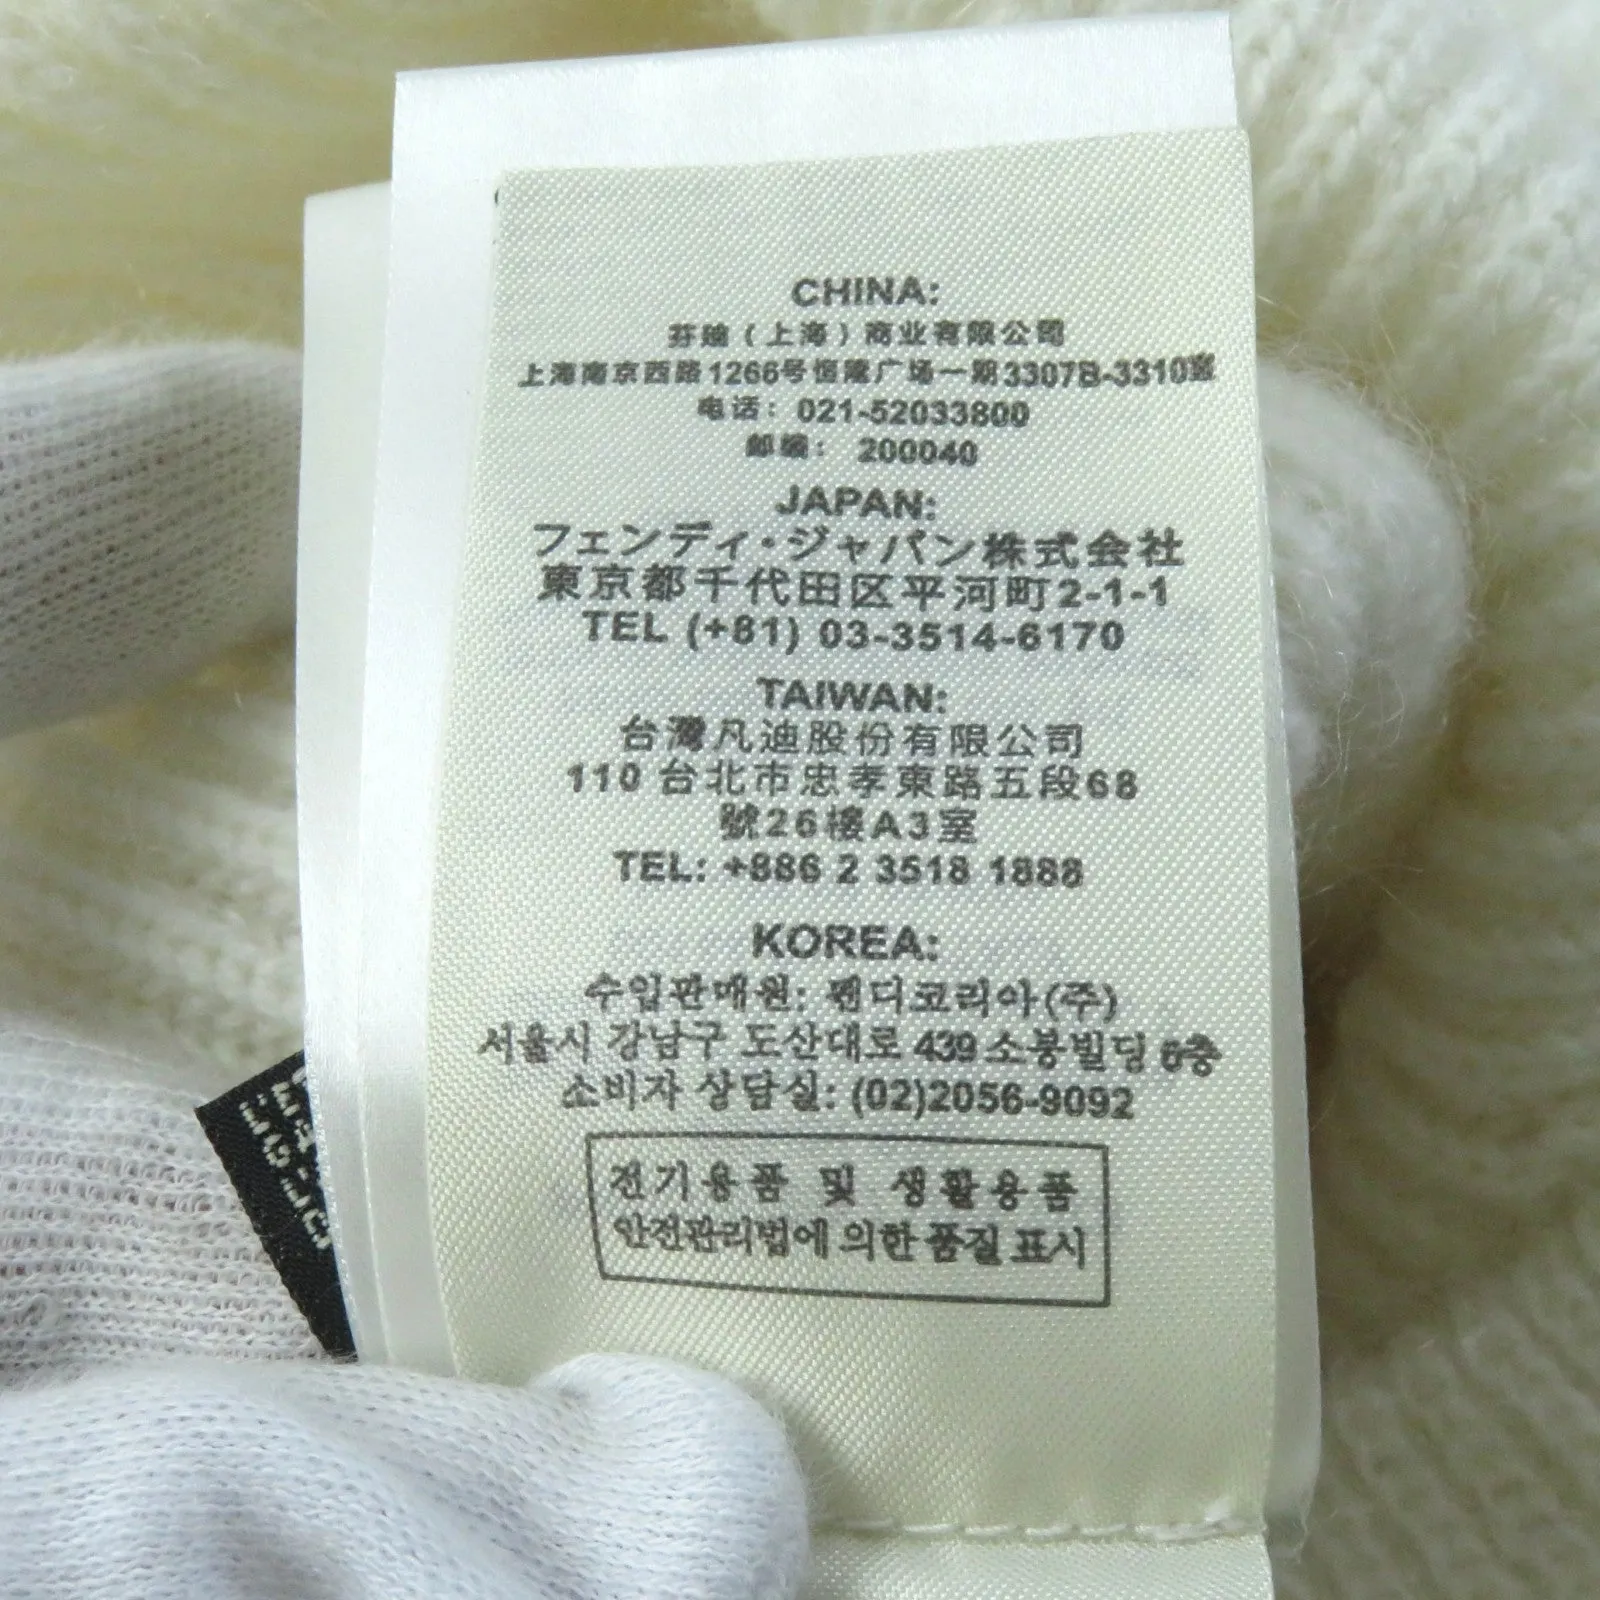 CHINA:
芬迪（上海）商业有限公司
上海南京西路1266号恒隆广场一期3307B-3310室
电话：021-52033800
邮编：200040
JAPAN:
フェンディ・ジャパン株式会社
東京都千代田区平河町2-1-1
TEL (+81) 03-3514-6170
TAIWAN:
台灣凡迪股份有限公司
110 台北市忠孝東路五段68
號26樓A3室
TEL: +886 2 3518 1888
KOREA:
수입판매원: 펜디코리아(주)
서울시 강남구 도산대로 439 소봉빌딩 6층
소비자 상담실: (02)2056-9092
전기용품 및 생활용품
안전관리법에 의한 품질 표시